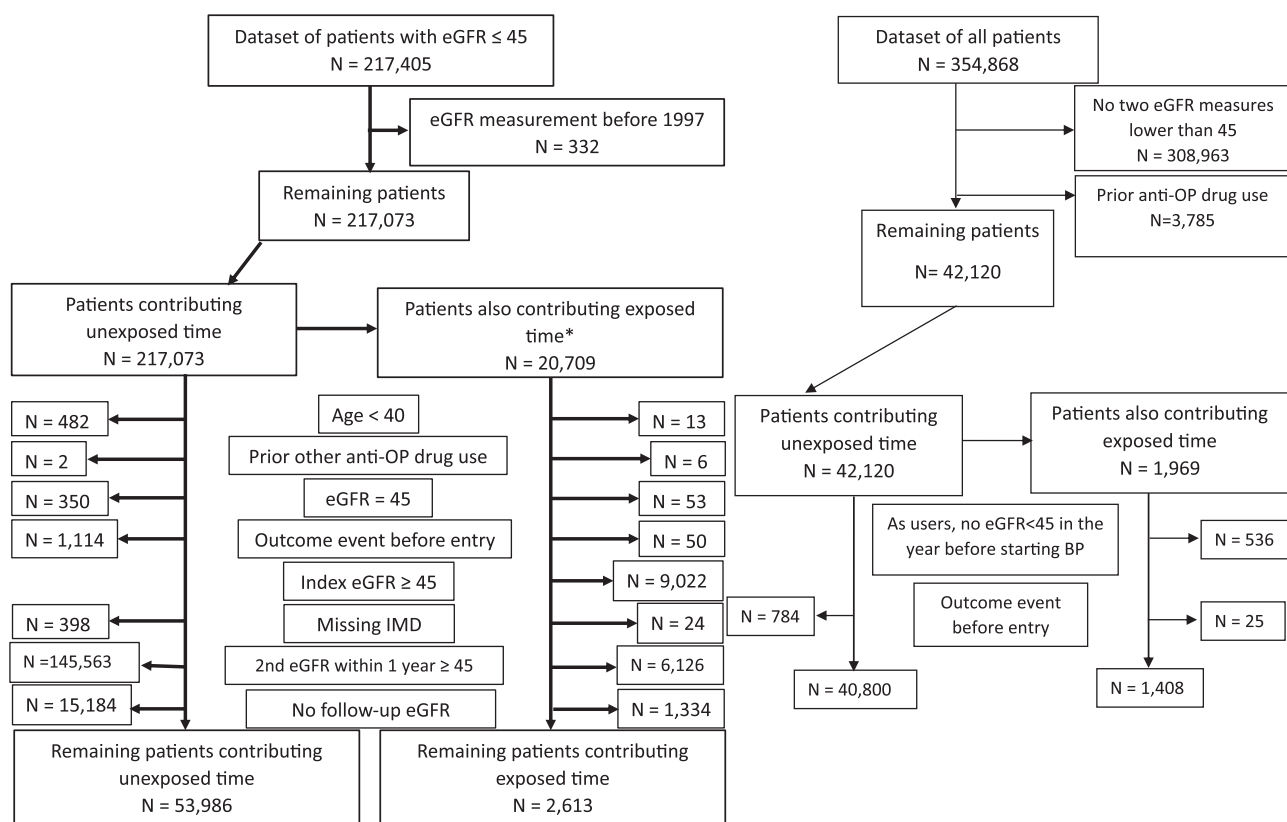 Dataset of patients with eGFR ≤ 45
N = 217,405
eGFR measurement before 1997
N = 332
Remaining patients
N = 217,073
Patients contributing
unexposed time
N = 217,073
Patients also contributing exposed
time*
N = 20,709
N = 482
Age < 40
N = 13
N = 2
Prior other anti-OP drug use
N = 6
N = 350
eGFR = 45
N = 53
N = 1,114
Outcome event before entry
N = 50
Index eGFR ≥ 45
N = 9,022
N = 398
Missing IMD
N = 24
N =145,563
2nd eGFR within 1 year ≥ 45
N = 6,126
N = 15,184
No follow-up eGFR
N = 1,334
Remaining patients contributing
unexposed time
N = 53,986
Remaining patients contributing
exposed time
N = 2,613
Dataset of all patients
N = 354,868
No two eGFR measures
lower than 45
N = 308,963
Prior anti-OP drug use
N=3,785
Remaining patients
N= 42,120
Patients contributing
unexposed time
N = 42,120
Patients also contributing
exposed time
N = 1,969
As users, no eGFR<45 in the
year before starting BP
N = 536
N = 784
Outcome event
before entry
N = 25
N = 40,800
N = 1,408